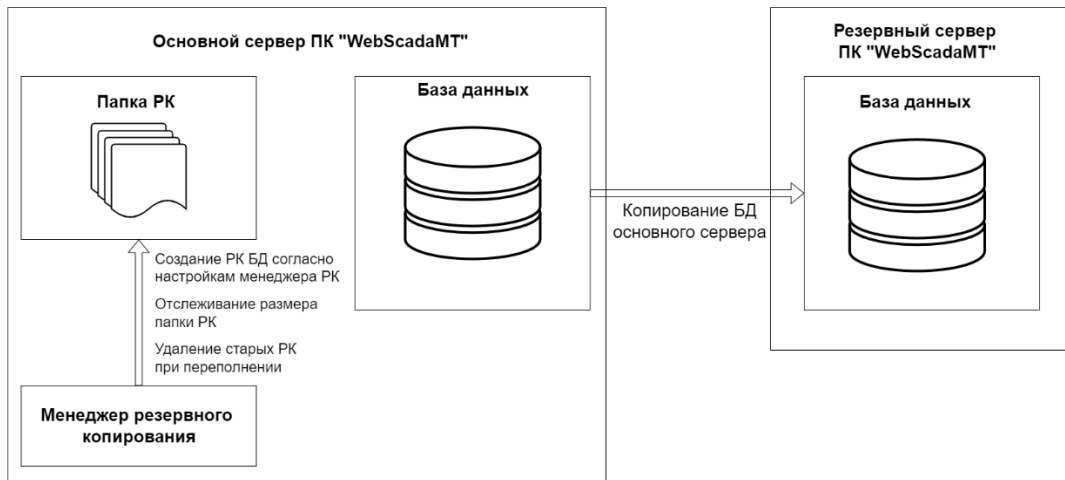 Основной сервер ПК "WebScadaMT"
Папка РК
База данных
Создание РК БД согласно
настройкам менеджера РК
Отслеживание размера
папки РК
Удаление старых РК
при переполнении
Менеджер резервного
копирования
Копирование БД
основного сервера
Резервный сервер
ПК "WebScadaMT"
База данных